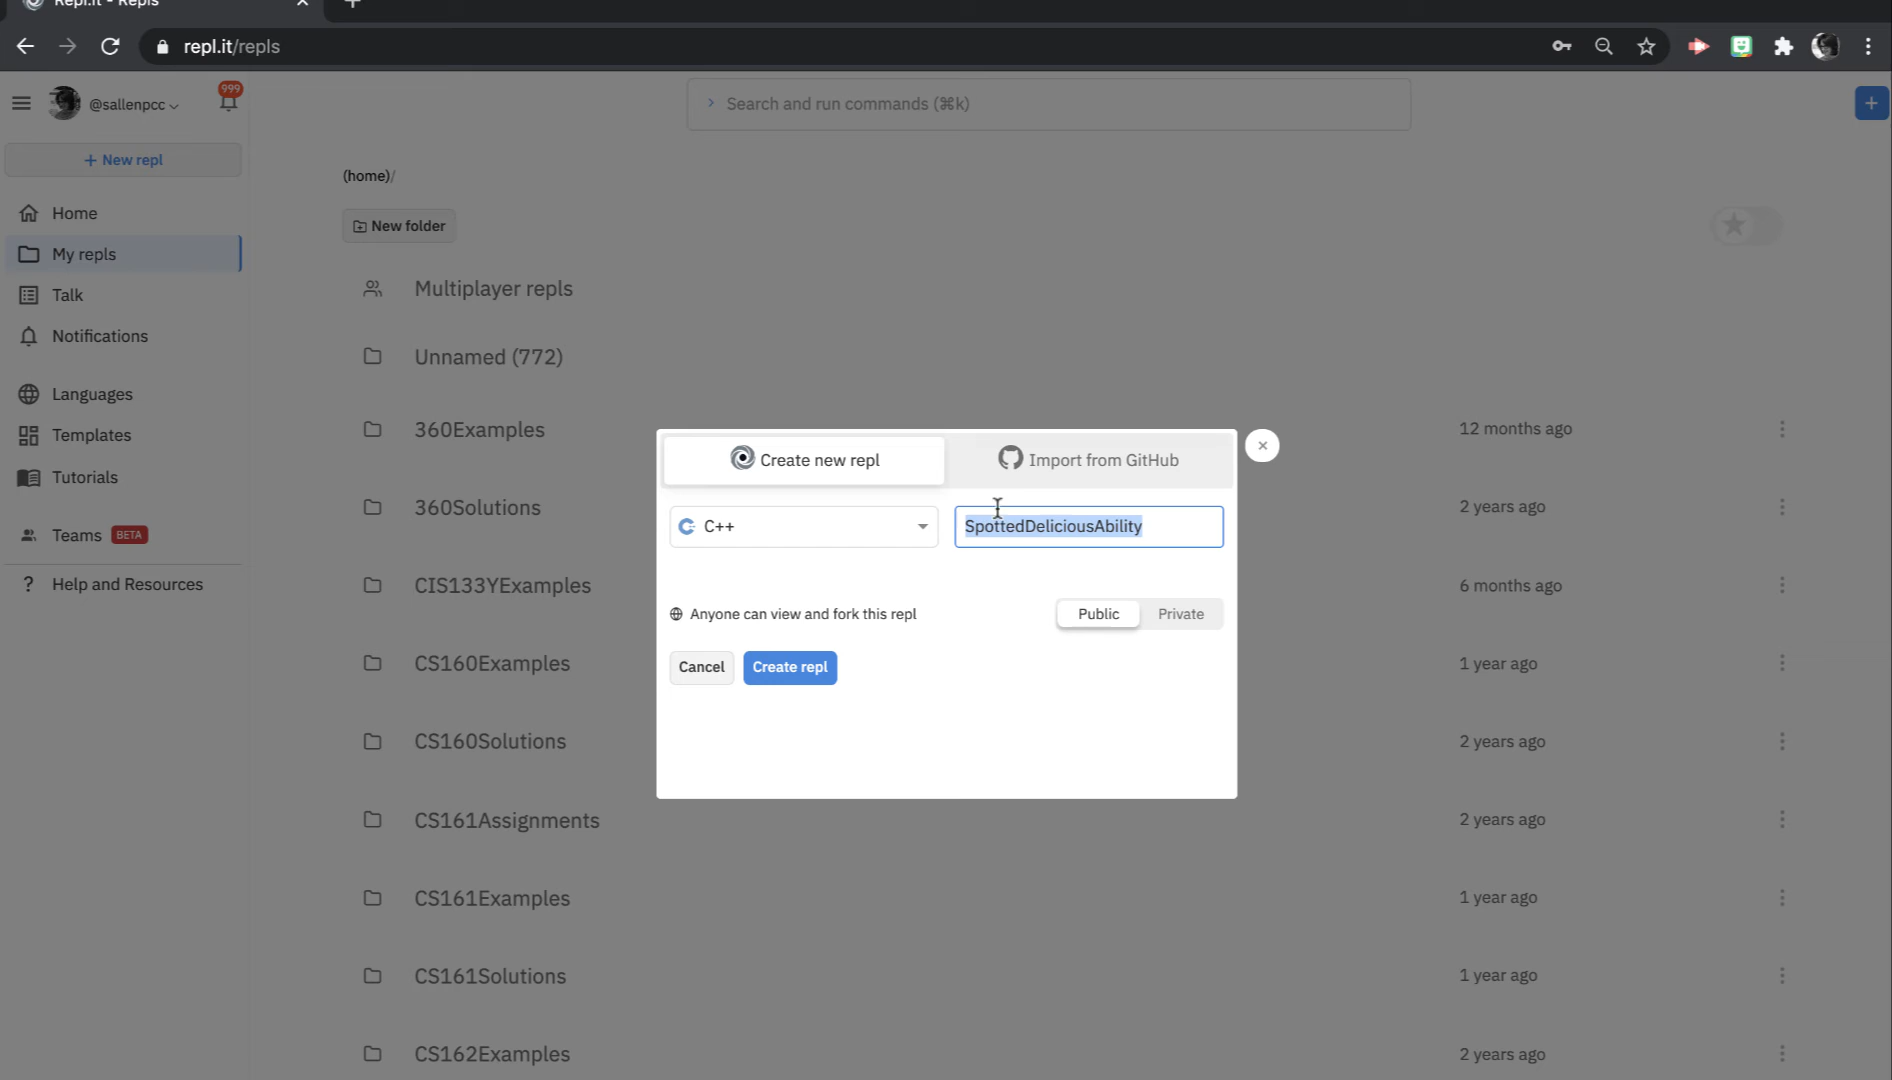 Repl.it - Repls
repl.it/repls
@sallenpcc
999
Search and run commands (⌘k)
+ New repl
(home)/
Home
New folder
My repls
Talk
Multiplayer repls
Notifications
Unnamed (772)
Languages
360Examples
12 months ago
Templates
Create new repl
Import from GitHub
Tutorials
360Solutions
2 years ago
C++
SpottedDeliciousAbility
Teams BETA
Help and Resources
CIS133YExamples
6 months ago
Anyone can view and fork this repl
Public
Private
CS160Examples
1 year ago
Cancel
Create repl
CS160Solutions
2 years ago
CS161Assignments
2 years ago
CS161Examples
1 year ago
CS161Solutions
1 year ago
CS162Examples
2 years ago